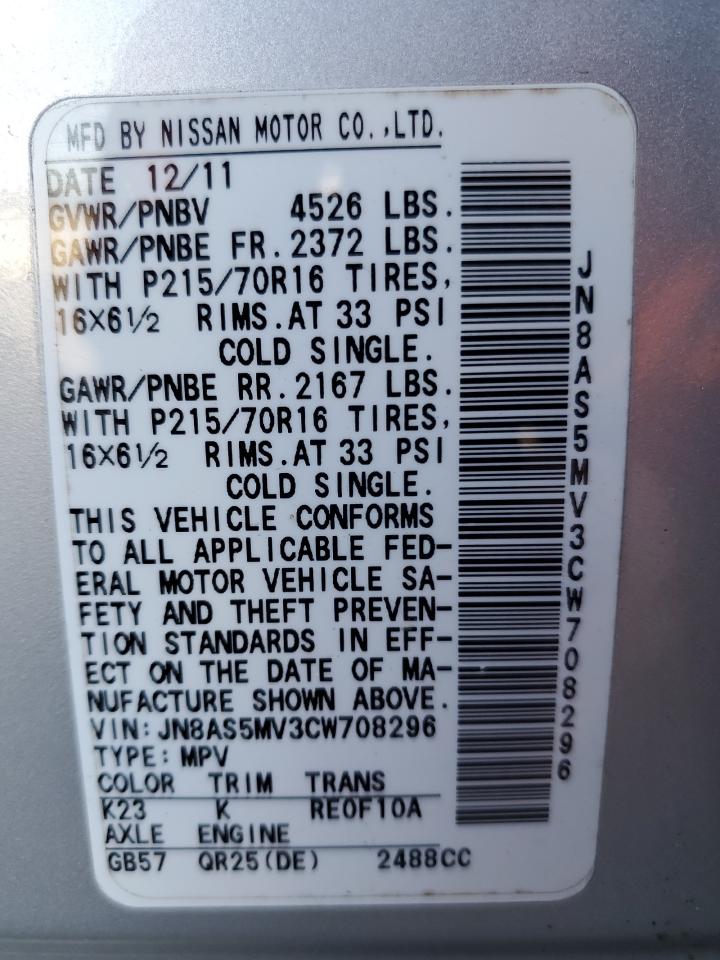 MFD BY NISSAN MOTOR CO.,LTD.
DATE 12/11
GVWR/PNBV 4526 LBS.
GAWR/PNBE FR. 2372 LBS.
WITH P215/70R16 TIRES,
16X6 1/2 RIMS. AT 33 PSI
COLD SINGLE.
GAWR/PNBE RR. 2167 LBS.
WITH P215/70R16 TIRES,
16X6 1/2 RIMS. AT 33 PSI
COLD SINGLE.
THIS VEHICLE CONFORMS
TO ALL APPLICABLE FED-
ERAL MOTOR VEHICLE SA-
FETY AND THEFT PREVEN-
TION STANDARDS IN EFF-
ECT ON THE DATE OF MA-
NUFACTURE SHOWN ABOVE.
VIN: JN8AS5MV3CW708296
TYPE: MPV
COLOR TRIM TRANS
K23 K RE0F10A
AXLE ENGINE
GB57 QR25(DE) 2488CC
JN8AS5MV3CW708296